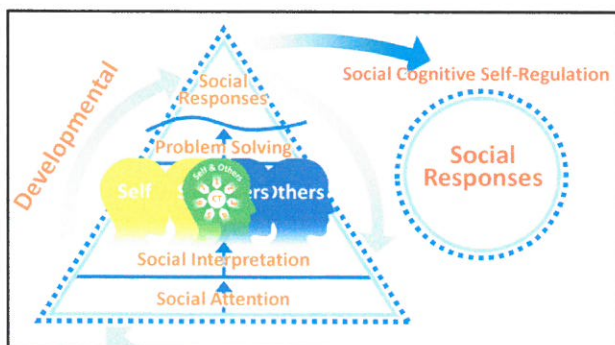 Developmental
Social
Responses
Problem Solving
Self
Self & Others
CT
Others
Social Interpretation
Social Attention
Social Cognitive Self-Regulation
Social
Responses